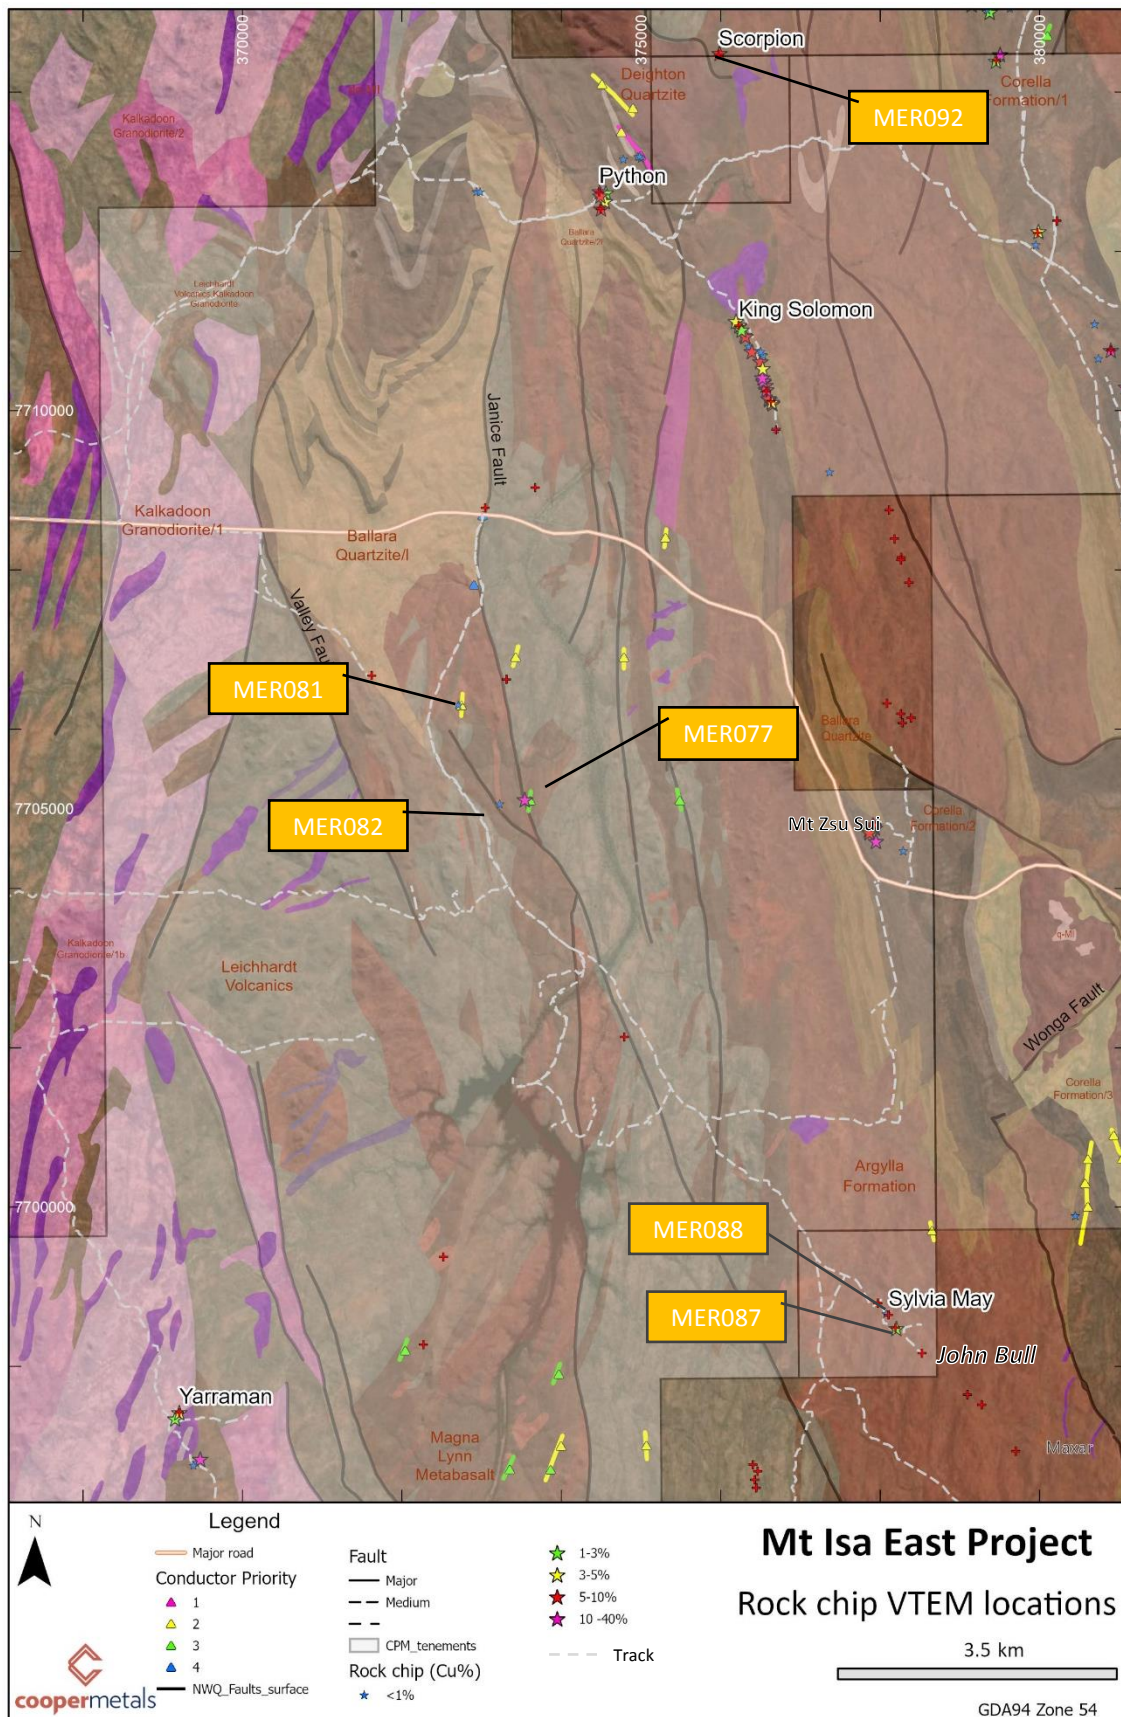 370000
375000
380000
Scorpion
Deighton
Quartzite
Corella
Formation/1
MER092
Kalkadoon
Granodiorite/2
Python
Ballara
Quartzite/2l
Leichhardt
Volcanics Kalkadoon
Granodiorite
King Solomon
7710000
Janice Fault
Kalkadoon
Granodiorite/1
Ballara
Quartzite/l
Valley Fau
MER081
MER077
Ballara
Quartzite
7705000
MER082
Mt Zsu Sui
Corella
Formation/2
Kalkadoon
Granodiorite/1b
q-Mi
Leichhardt
Volcanics
Wonga Fault
Corella
Formation/3
Argylla
Formation
7700000
MER088
Sylvia May
MER087
John Bull
Yarraman
Magna
Lynn
Metabasalt
Maxar
N
Legend
Major road
Conductor Priority
1
2
3
4
NWQ_Faults_surface
Fault
Major
Medium
CPM_tenements
Rock chip (Cu%)
<1%
1-3%
3-5%
5-10%
10 -40%
Track
Mt Isa East Project
Rock chip VTEM locations
3.5 km
GDA94 Zone 54
coopermetals